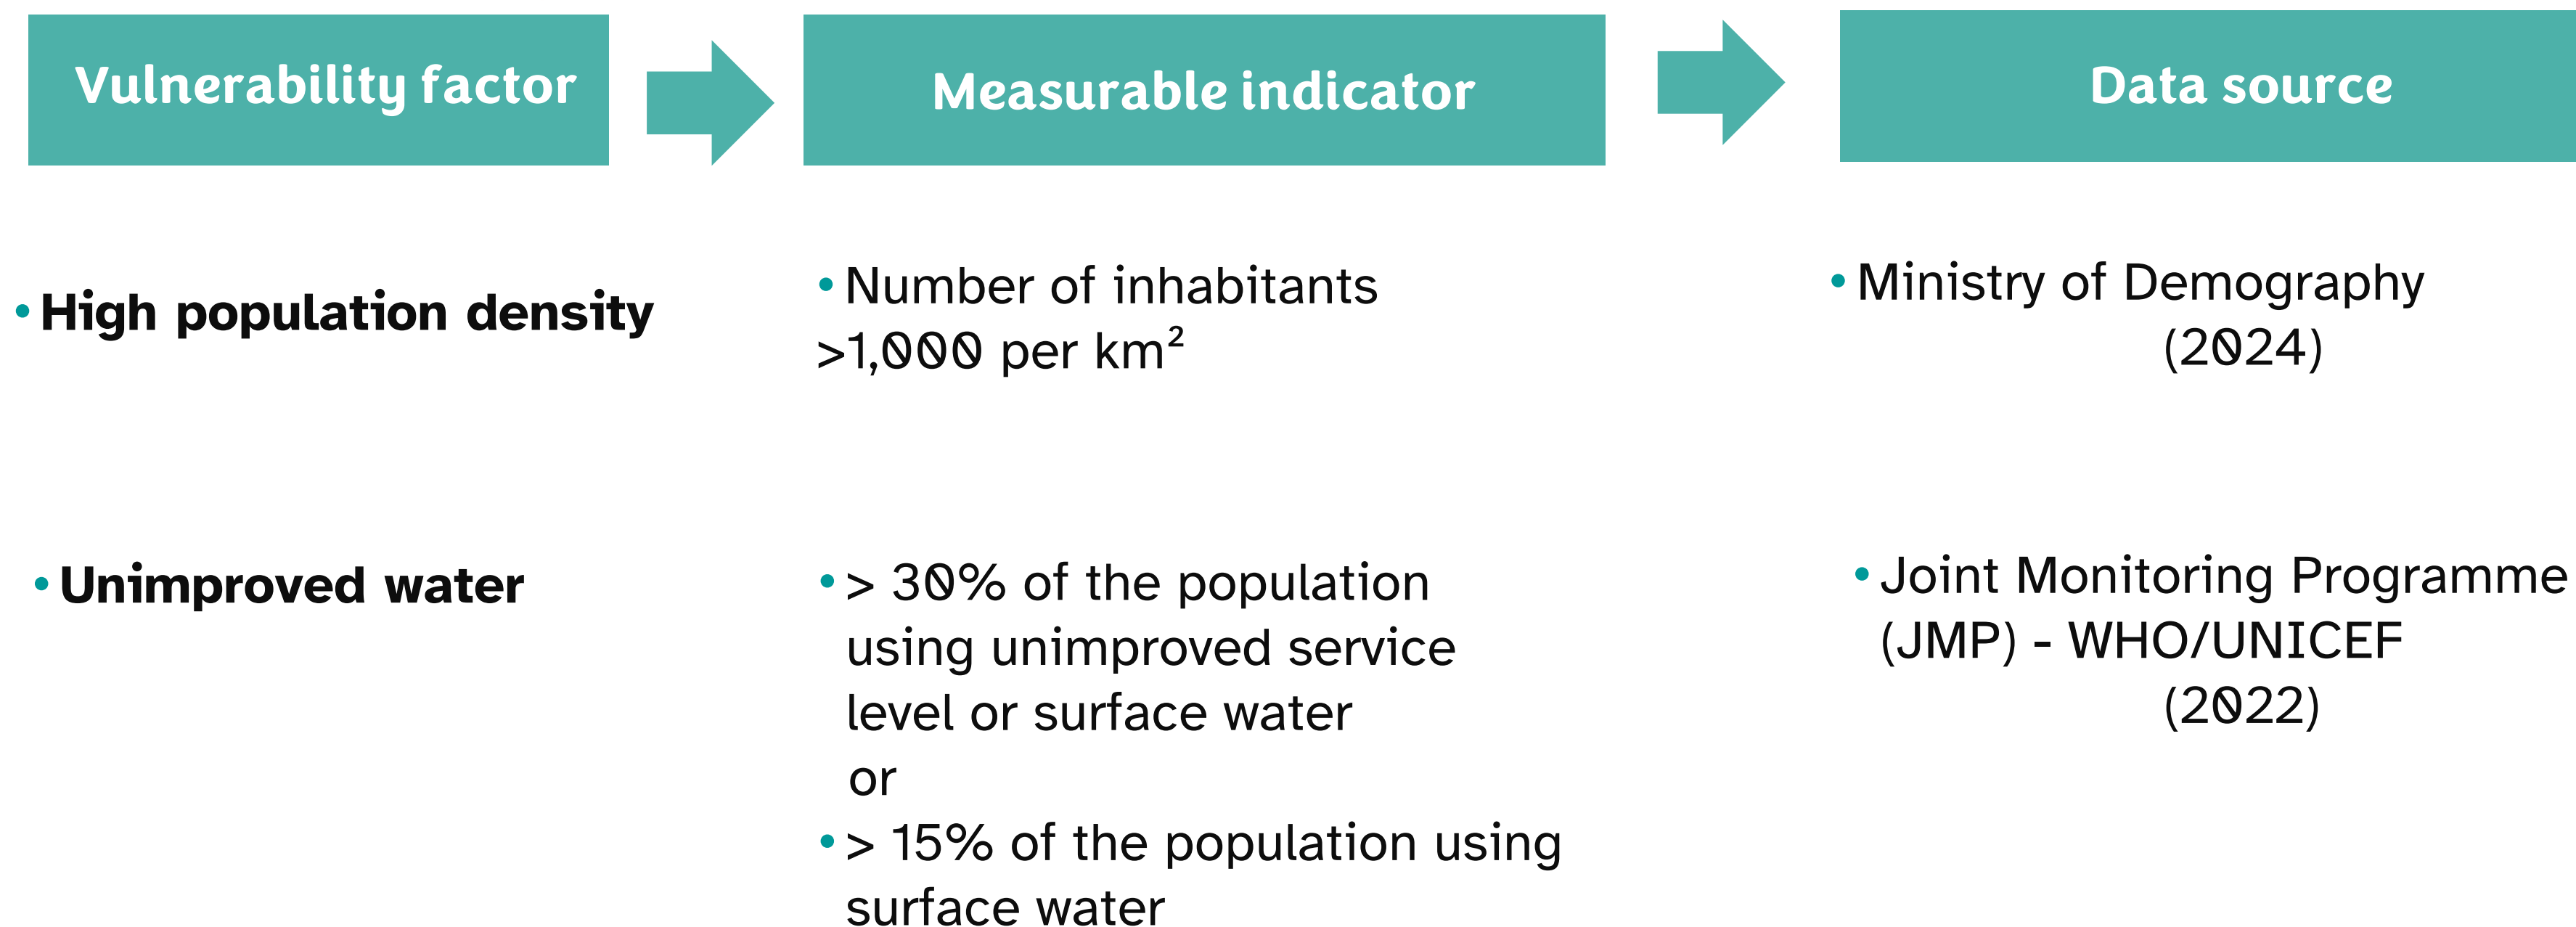 Vulnerability factor
Measurable indicator
Data source
• High population density
• Number of inhabitants
>1,000 per km²
• Ministry of Demography
(2024)
• Unimproved water
• > 30% of the population
using unimproved service
level or surface water
or
• > 15% of the population using
surface water
• Joint Monitoring Programme
(JMP) - WHO/UNICEF
(2022)